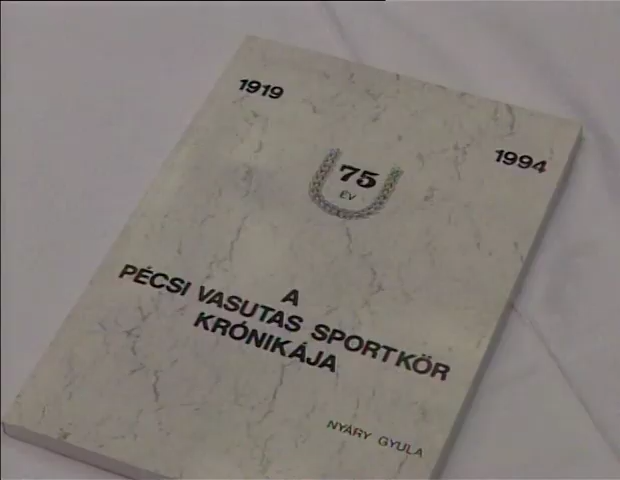 1919
1994
75
ÉV
A
PÉCSI VASUTAS SPORTKÖR
KRÓNIKÁJA
NYÁRY GYULA